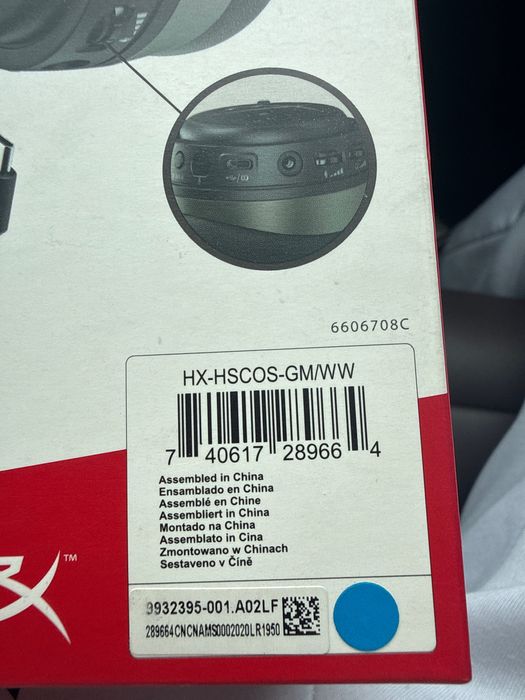 6606708C
HX-HSCOS-GM/WW
7 40617 28966 4
Assembled in China
Ensamblado en China
Assemblé en Chine
Assembliert in China
Montado na China
Assemblato in Cina
Zmontowano w Chinach
Sestaveno v Číně
TM
9932395-001.A02LF
289664CNCNAMS0002020LR1950